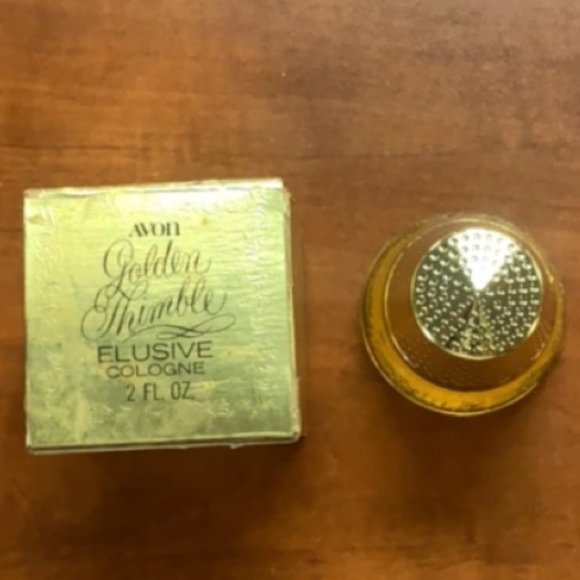 AVON
Golden
Thimble
ELUSIVE
COLOGNE
2 FL. OZ.